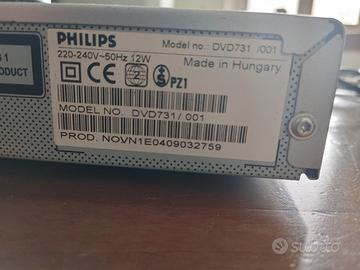 PHILIPS Model no.: DVD731 /001
220-240V~50Hz 12W Made in Hungary.
PZ1
MODEL NO. DVD731/ 001
PROD. NOVN1E0409032759
PRODUCT
subito